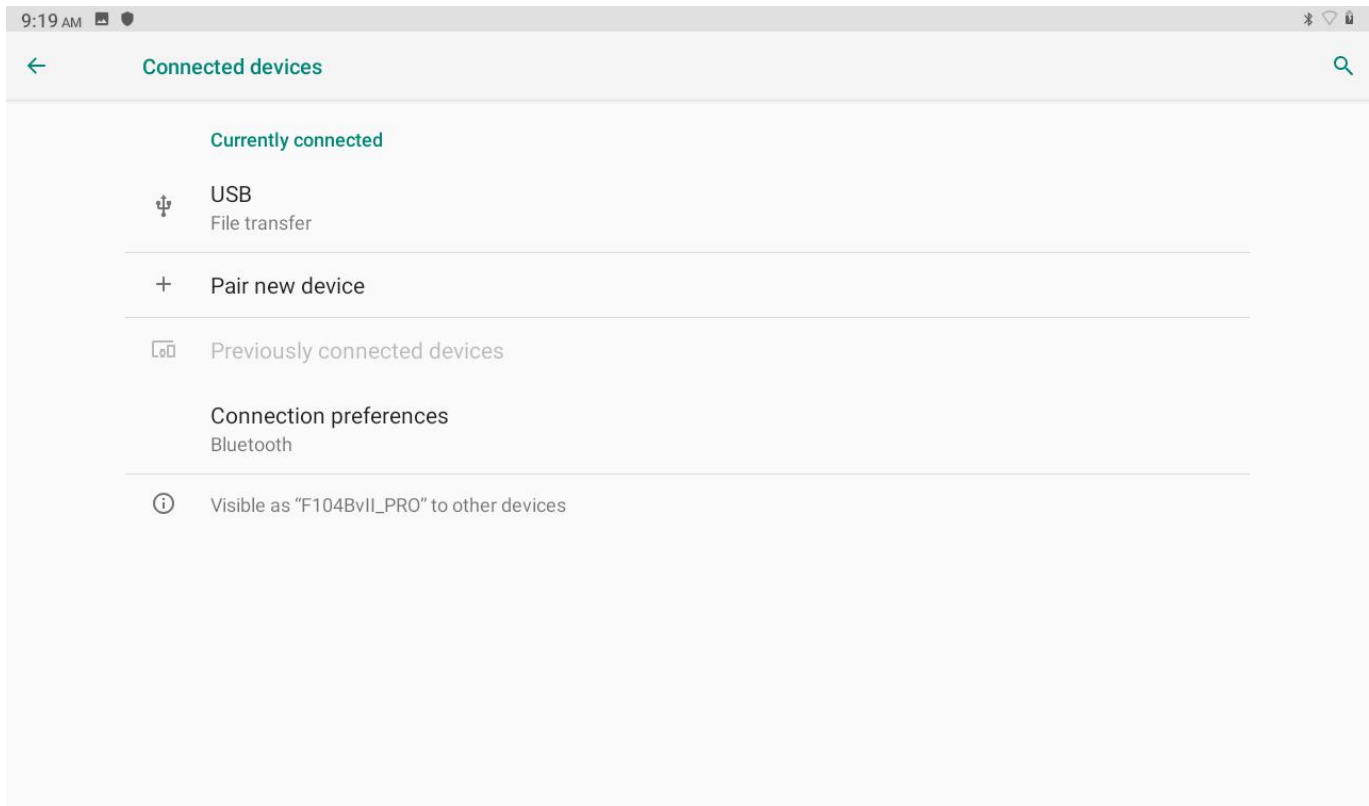 9:19 AM
Connected devices
Currently connected
USB
File transfer
Pair new device
Previously connected devices
Connection preferences
Bluetooth
Visible as “F104BvII_PRO” to other devices